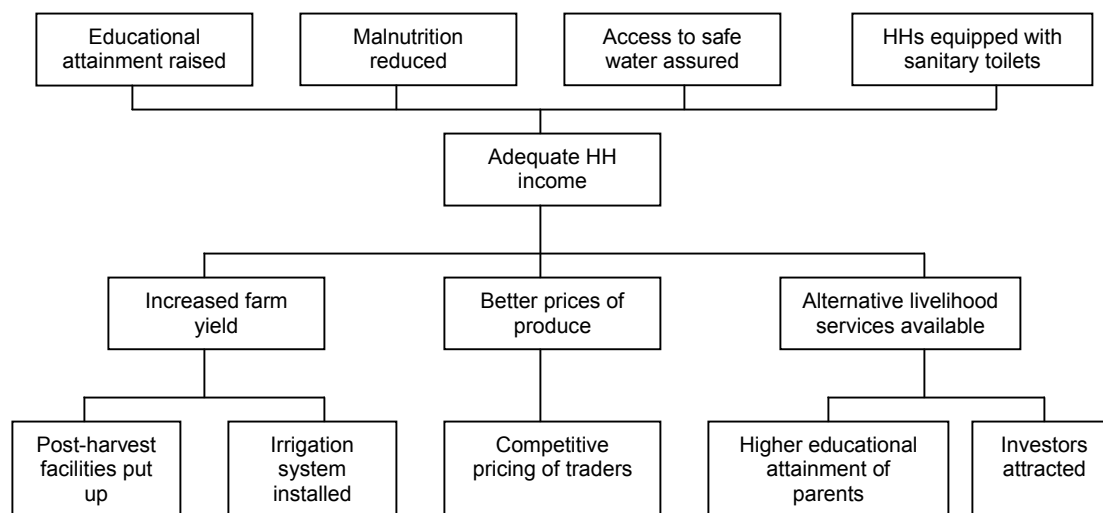 Educational
attainment raised
Malnutrition
reduced
Access to safe
water assured
HHs equipped with
sanitary toilets
Adequate HH
income
Increased farm
yield
Better prices of
produce
Alternative livelihood
services available
Post-harvest
facilities put
up
Irrigation
system
installed
Competitive
pricing of traders
Higher educational
attainment of
parents
Investors
attracted